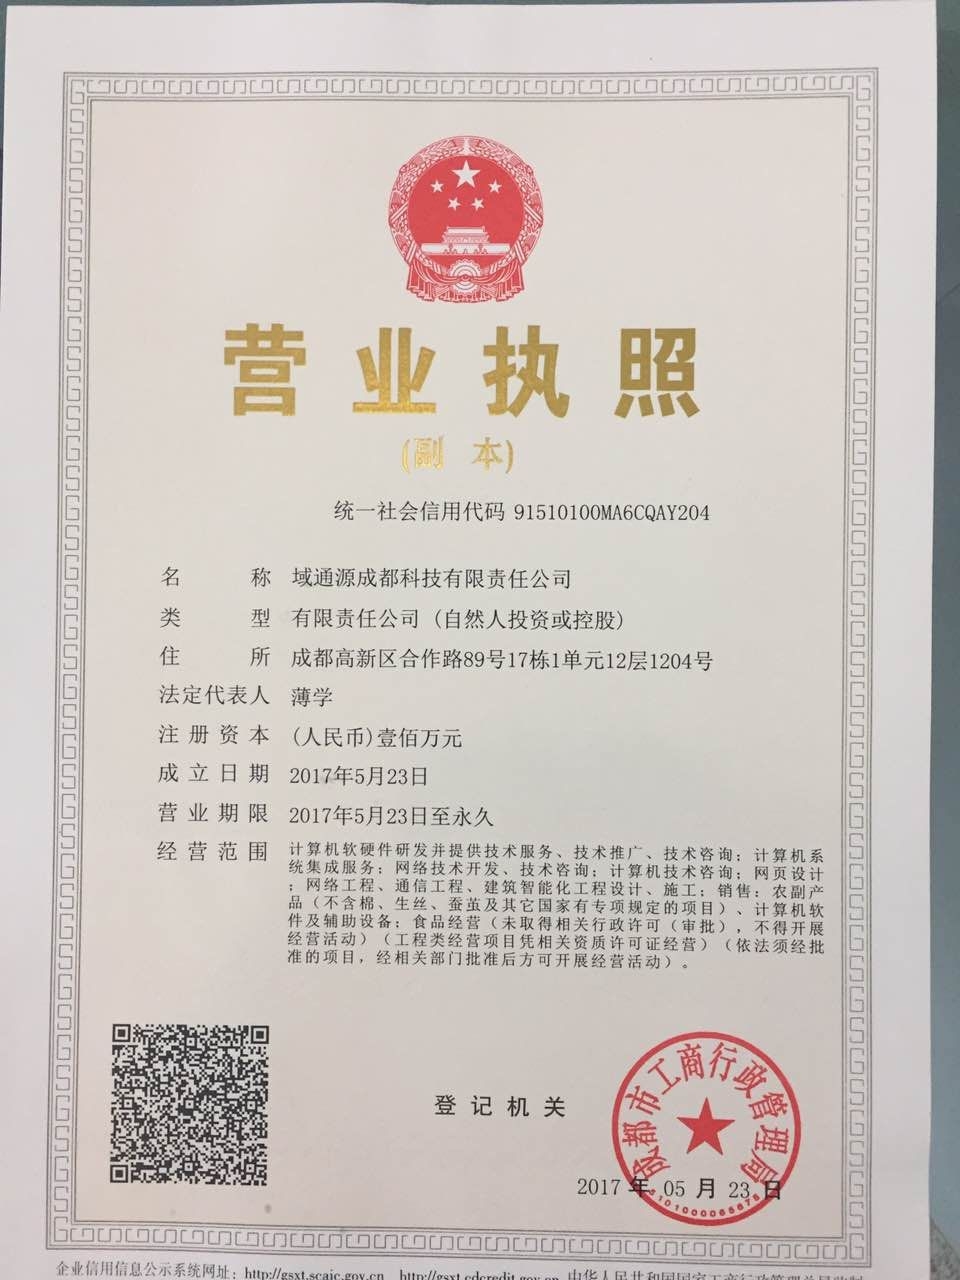 营业执照
(副 本)
统一社会信用代码 91510100MA6CQAY204
名称 域通源成都科技有限责任公司
类型 有限责任公司 (自然人投资或控股)
住所 成都高新区合作路89号17栋1单元12层1204号
法定代表人 薄学
注册资本 (人民币)壹佰万元
成立日期 2017年5月23日
营业期限 2017年5月23日至永久
经营范围 计算机软硬件研发并提供技术服务、技术推广、技术咨询；计算机系
统集成服务；网络技术开发、技术咨询；计算机技术咨询；网页设计
；网络工程、通信工程、建筑智能化工程设计、施工；销售：农副产
品（不含棉、生丝、蚕茧及其它国家有专项规定的项目）、计算机软
件及辅助设备；食品经营（未取得相关行政许可（审批），不得开展
经营活动）（工程类经营项目凭相关资质许可证经营）（依法须经批
准的项目，经相关部门批准后方可开展经营活动）。
登记机关
成都市工商行政管理局
2017 年 05 月 23 日
企业信用信息公示系统网址：http://gsxt.scaic.gov.cn http://gsxt.cdcredit.gov.cn 中华人民共和国国家工商行政管理总局监制